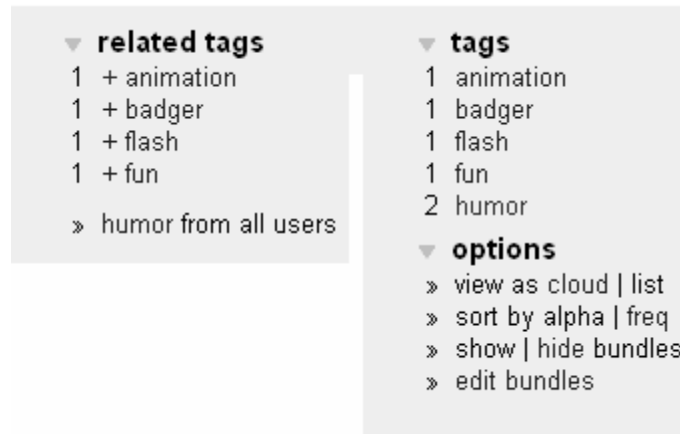 related tags
1 + animation
1 + badger
1 + flash
1 + fun
» humor from all users
tags
1 animation
1 badger
1 flash
1 fun
2 humor
options
» view as cloud | list
» sort by alpha | freq
» show | hide bundles
» edit bundles